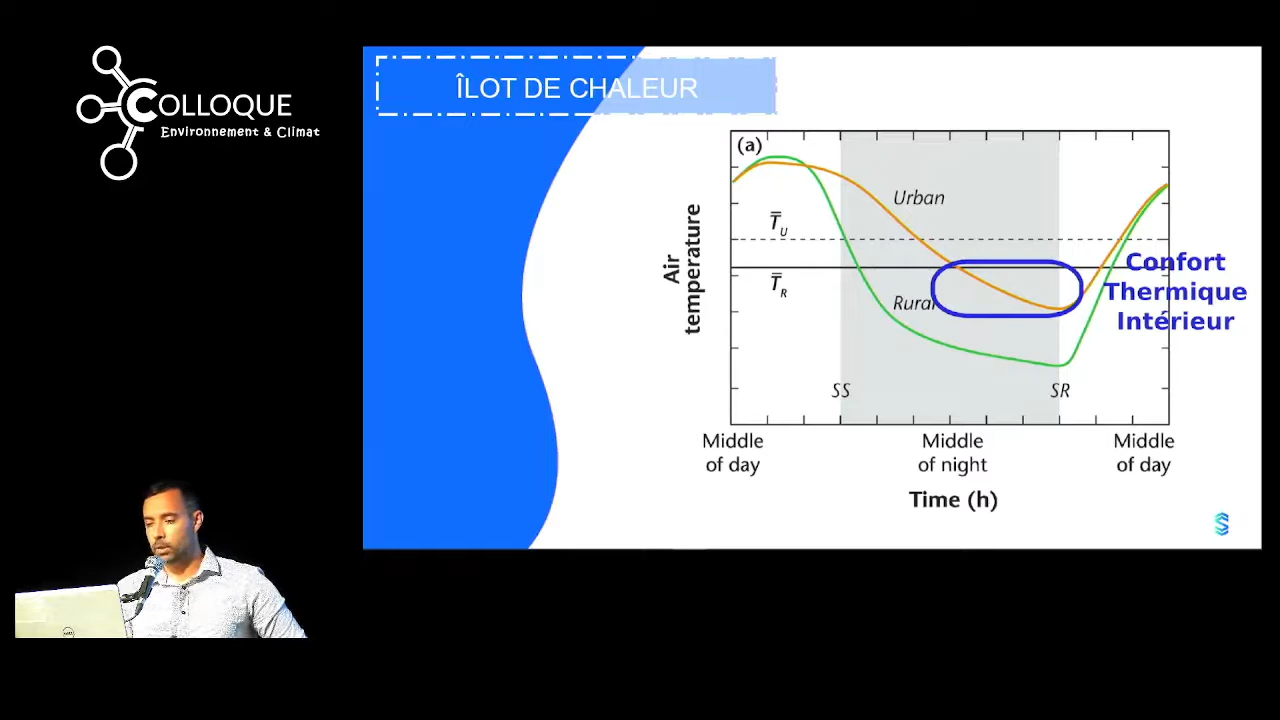 COLLOQUE
Environnement & Climat
ÎLOT DE CHALEUR
(a)
Urban
T̿U
T̿R
Rural
Air
temperature
SS
SR
Confort
Thermique
Intérieur
Middle
of day
Middle
of night
Middle
of day
Time (h)